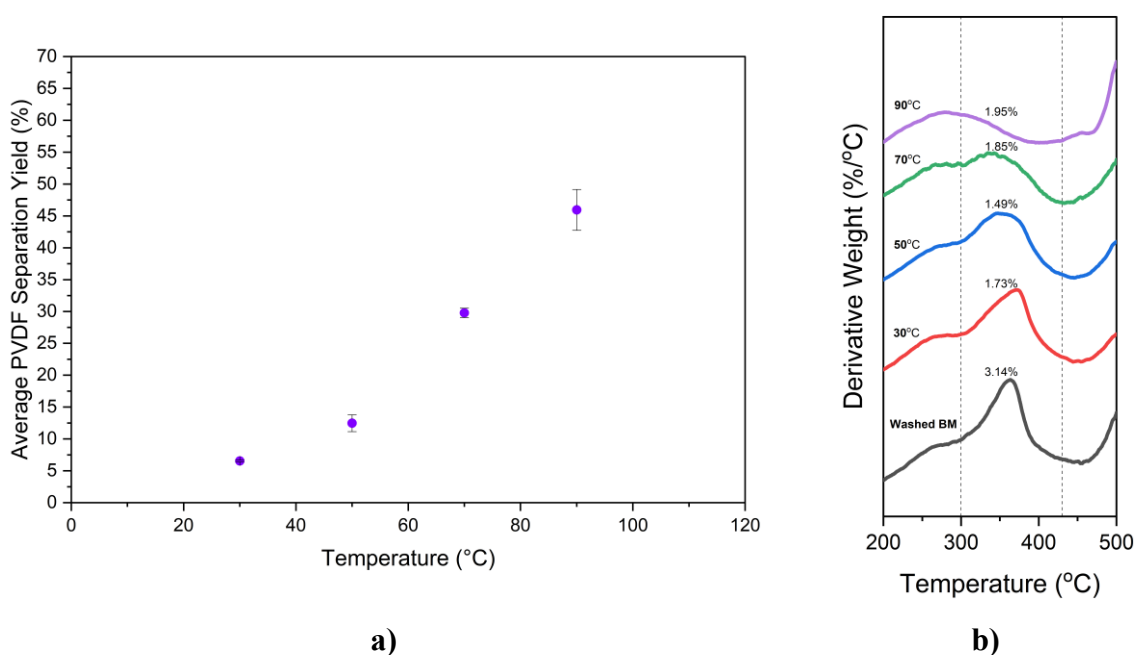 Average PVDF Separation Yield (%)
70
65
60
55
50
45
40
35
30
25
20
15
10
5
0
0
20
40
60
80
100
120
Temperature (°C)
a)
Derivative Weight (%/°C)
90°C
1.95%
70°C
1.85%
50°C
1.49%
30°C
1.73%
3.14%
Washed BM
200
300
400
500
Temperature (°C)
b)